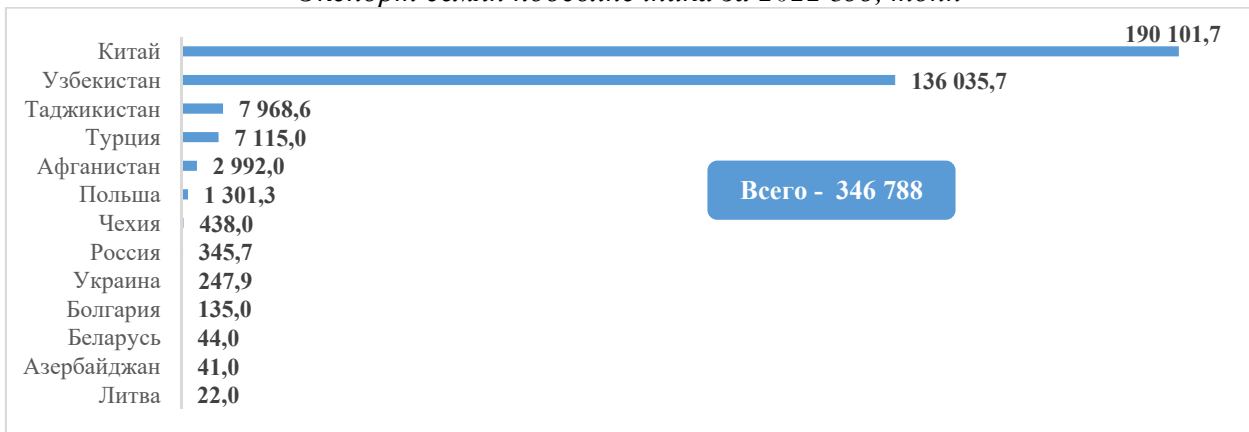 Китай 190 101,7
Узбекистан 136 035,7
Таджикистан 7 968,6
Турция 7 115,0
Афганистан 2 992,0
Польша 1 301,3
Всего - 346 788
Чехия 438,0
Россия 345,7
Украина 247,9
Болгария 135,0
Беларусь 44,0
Азербайджан 41,0
Литва 22,0